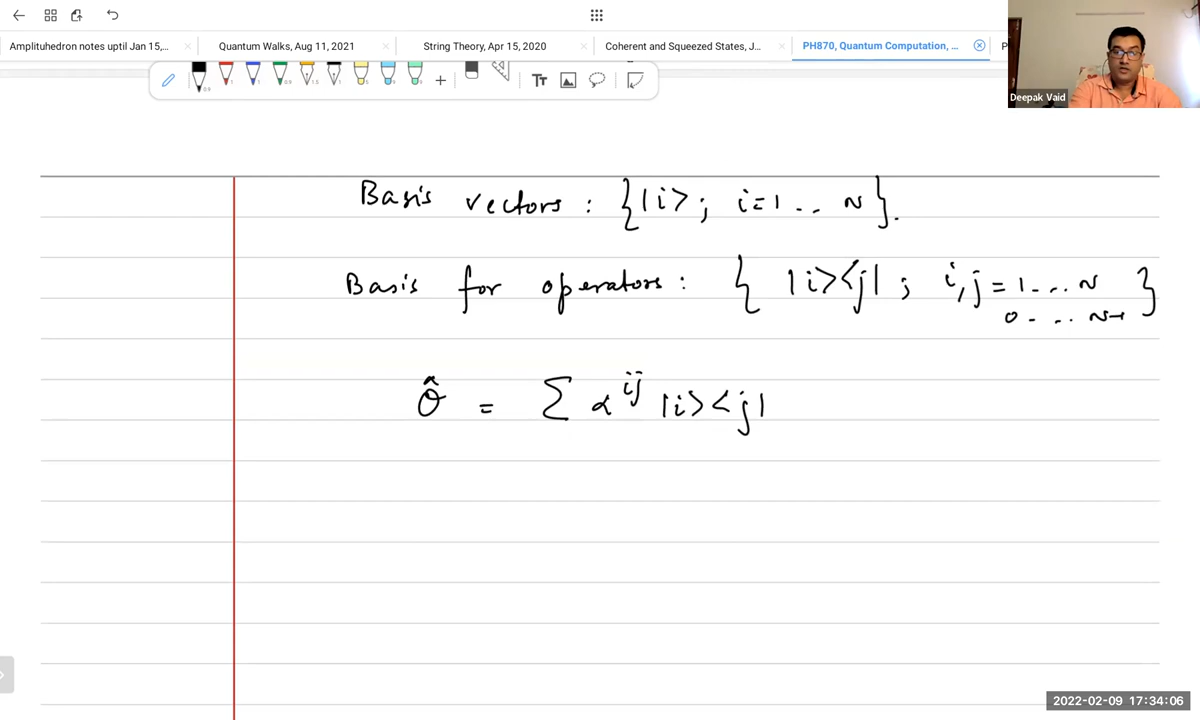 Amplituhedron notes uptil Jan 15,...
Quantum Walks, Aug 11, 2021
String Theory, Apr 15, 2020
Coherent and Squeezed States, J...
PH870, Quantum Computation, ...
P
Deepak Vaid
Tт
Basis vectors : {|i>; i=1 .. N}.
Basis for operators : { |i><j| ; i,j = 1 - ... N }
0 - .. N-1
Ô = Σ α^{ij} |i><j|
2022-02-09 17:34:06